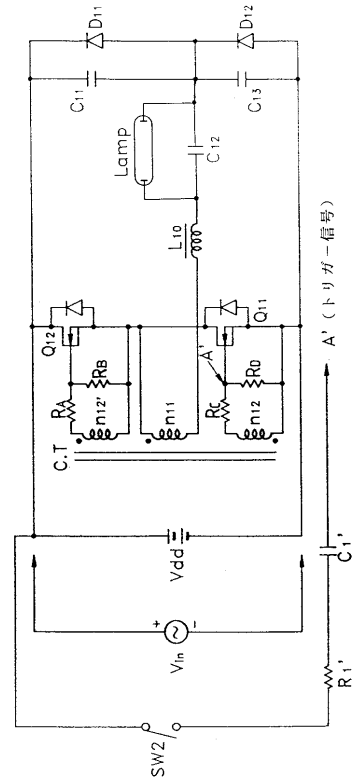 D11
D12
C11
C13
Lamp
C12
L10
Q12
Q11
A'
RA
RB
RC
RD
n12'
n11
n12
C.T
Vdd
+
Vin
-
SW2
R1'
C1'
A' (トリガー信号)